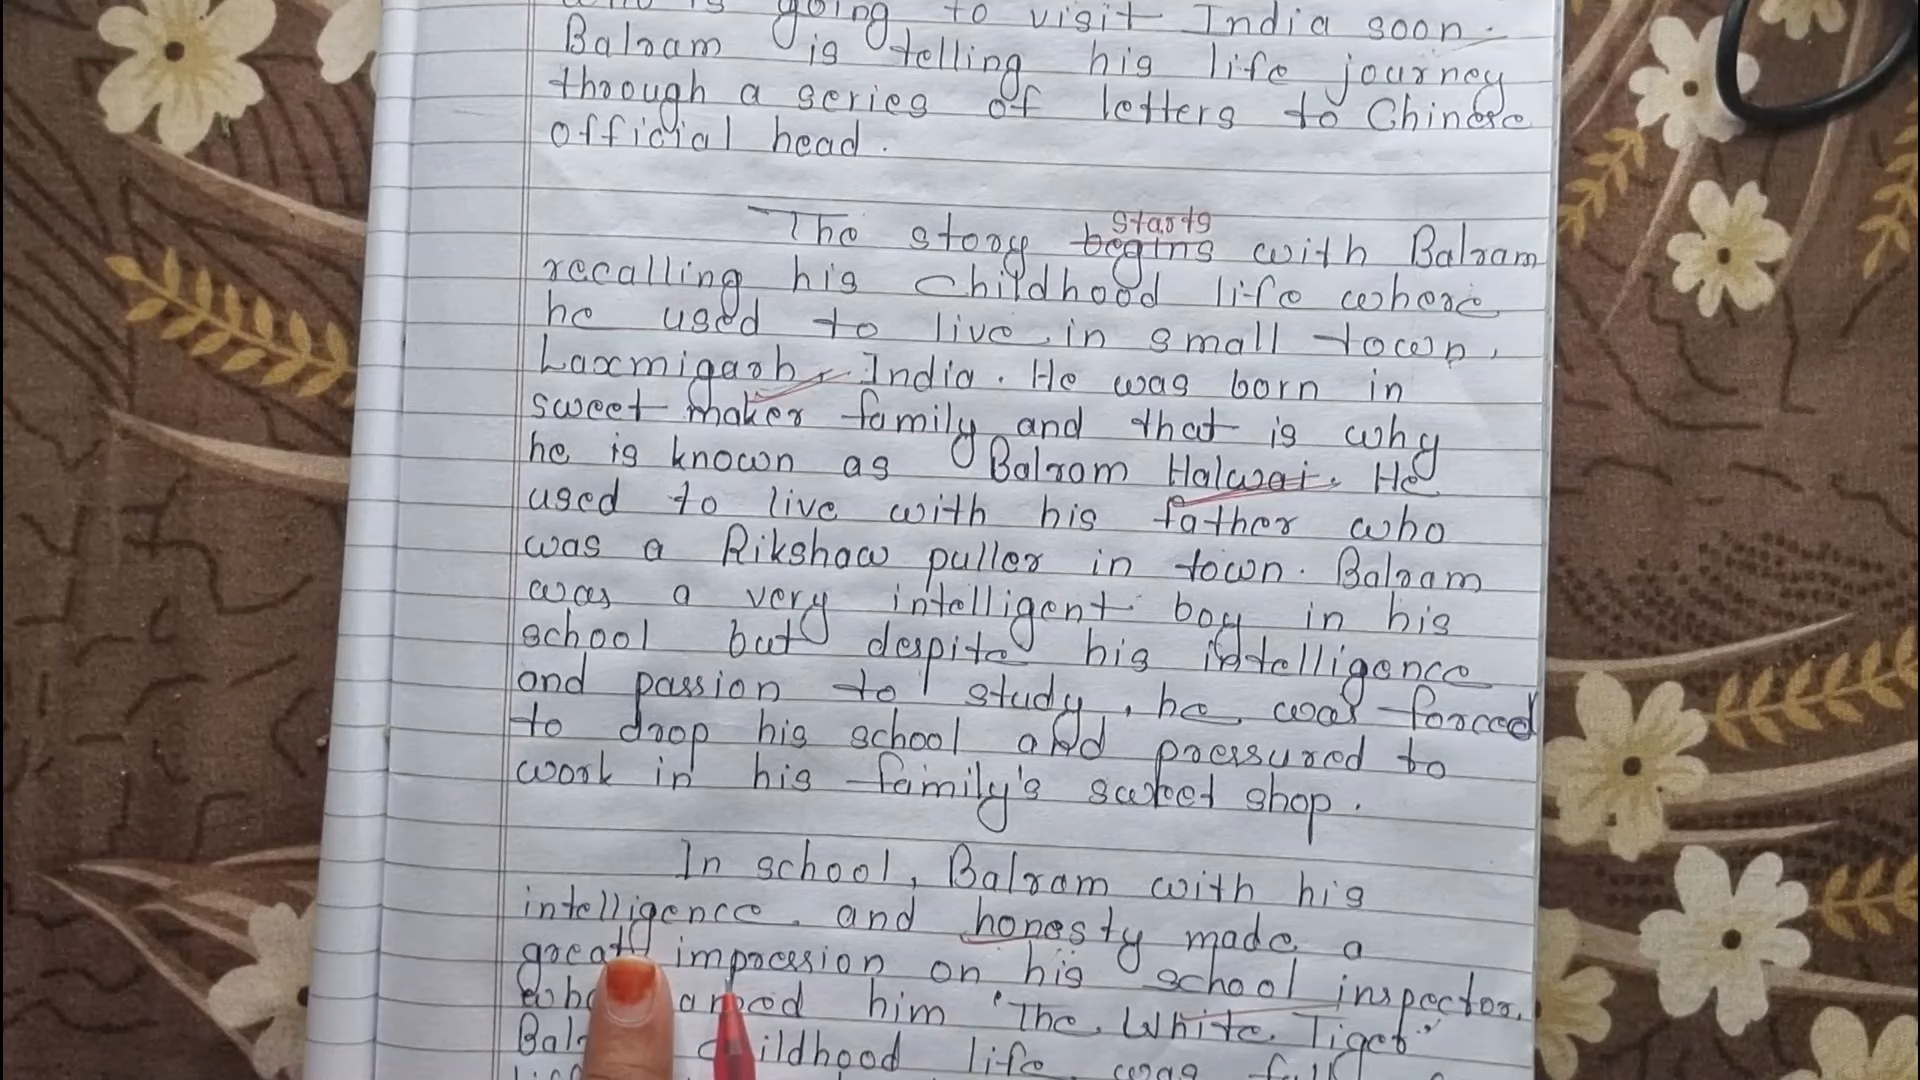 who is going to visit India soon.
Balram is telling his life journey
through a series of letters to Chinese
official head.
The story begins starts with Balram
recalling his childhood life where
he used to live in small town,
Laxmigarh, India. He was born in
sweet maker family and that is why
he is known as Balram Halwai. He
used to live with his father who
was a Rikshaw puller in town. Balram
was a very intelligent boy in his
school but despite his intelligence
and passion to study, he was forced
to drop his school and pressured to
work in his family's sweet shop.
In school, Balram with his
intelligence and honesty made a
great impression on his school inspector,
him "The White Tiger"
childhood life was